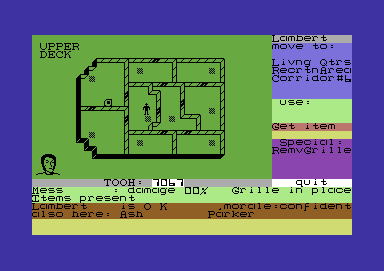 UPPER
DECK
Lambert
move to:
Livng Qtrs
RecrtnArea
Corridor#6
use:
Get item
Special:
RemvGrille
TOOH: 7067 quit
Mess : damage 00% Grille in place
Items present
Lambert is O K .morale:confident
also here: Ash Parker